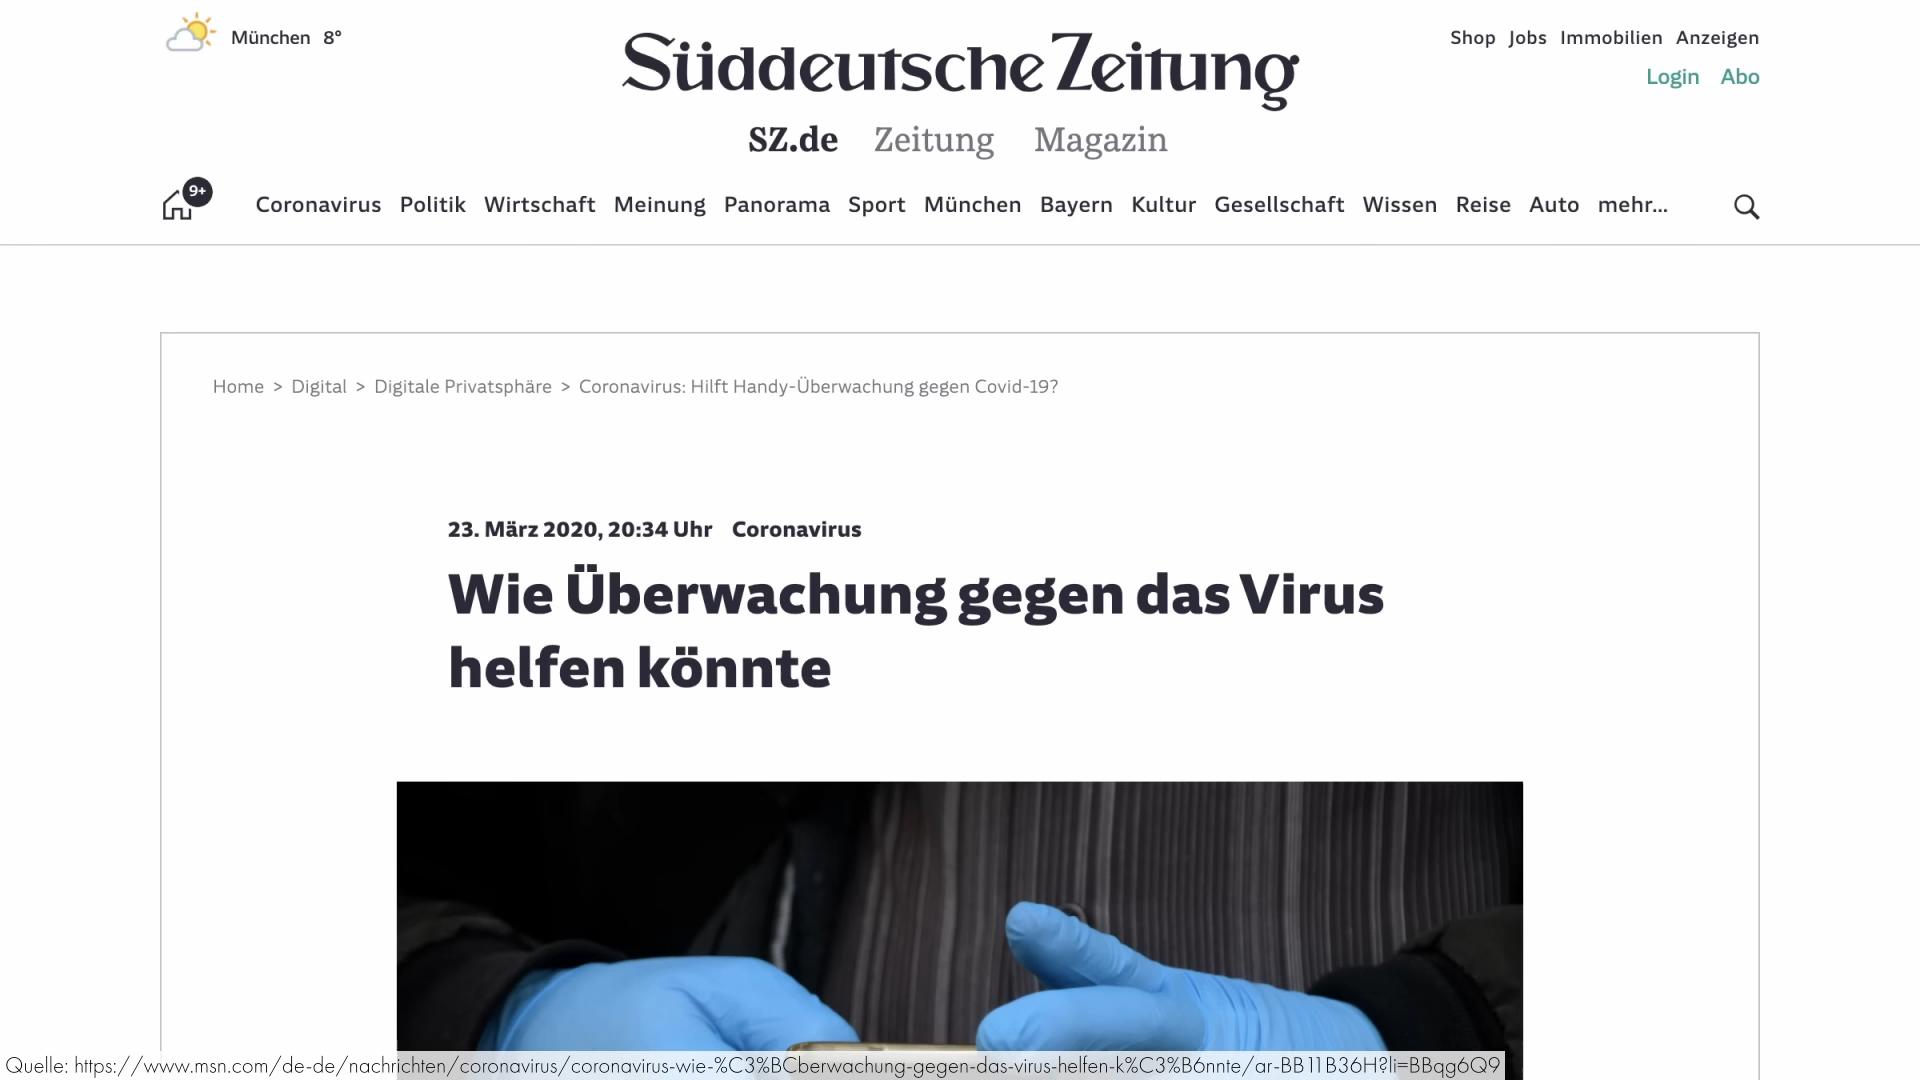 München 8°
Süddeutsche Zeitung
Shop Jobs Immobilien Anzeigen
Login Abo
SZ.de Zeitung Magazin
9+
Coronavirus Politik Wirtschaft Meinung Panorama Sport München Bayern Kultur Gesellschaft Wissen Reise Auto mehr...
Home > Digital > Digitale Privatsphäre > Coronavirus: Hilft Handy-Überwachung gegen Covid-19?
23. März 2020, 20:34 Uhr Coronavirus
Wie Überwachung gegen das Virus
helfen könnte
Quelle: https://www.msn.com/de-de/nachrichten/coronavirus/coronavirus-wie-%C3%BCberwachung-gegen-das-virus-helfen-k%C3%B6nnte/ar-BB11B36H?li=BBqg6Q9